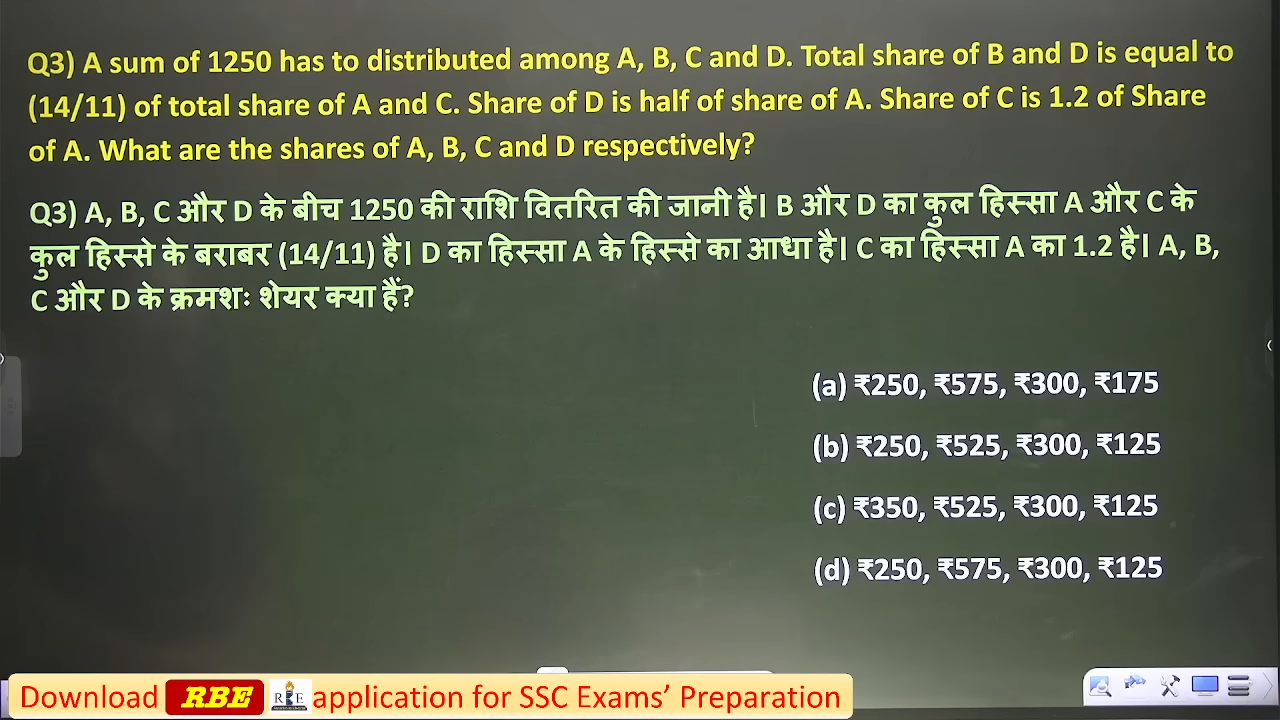 Q3) A sum of 1250 has to distributed among A, B, C and D. Total share of B and D is equal to
(14/11) of total share of A and C. Share of D is half of share of A. Share of C is 1.2 of Share
of A. What are the shares of A, B, C and D respectively?
Q3) A, B, C और D के बीच 1250 की राशि वितरित की जानी है। B और D का कुल हिस्सा A और C के
कुल हिस्से के बराबर (14/11) है। D का हिस्सा A के हिस्से का आधा है। C का हिस्सा A का 1.2 है। A, B,
C और D के क्रमशः शेयर क्या हैं?
(a) ₹250, ₹575, ₹300, ₹175
(b) ₹250, ₹525, ₹300, ₹125
(c) ₹350, ₹525, ₹300, ₹125
(d) ₹250, ₹575, ₹300, ₹125
Download RBE RBE application for SSC Exams’ Preparation